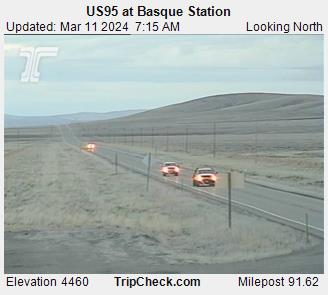 US95 at Basque Station
Updated: Mar 11 2024 7:15 AM Looking North
Elevation 4460 TripCheck.com Milepost 91.62